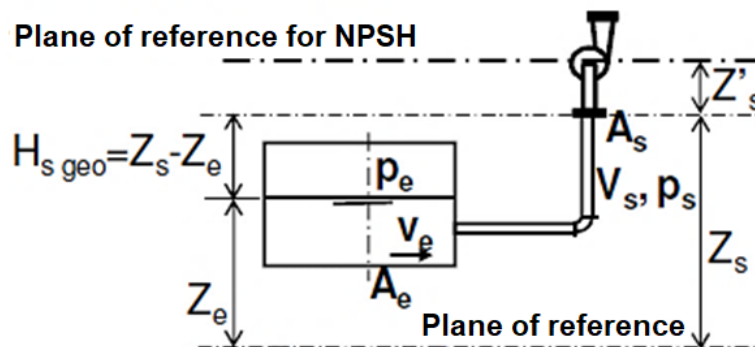 Plane of reference for NPSH
Z's
Hs geo=Zs-Ze
As
pe
Vs, ps
ve
Zs
Ae
Ze
Plane of reference